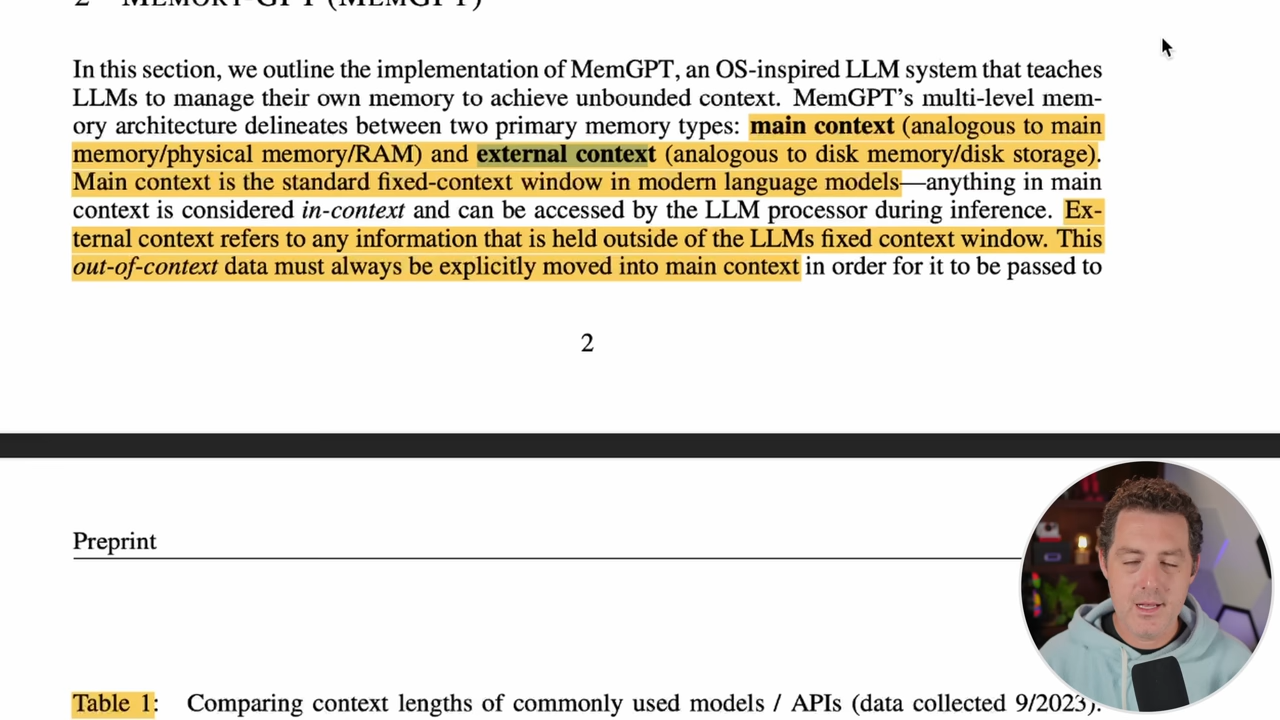 2 MEMORY-GPT (MEMGPT)
In this section, we outline the implementation of MemGPT, an OS-inspired LLM system that teaches
LLMs to manage their own memory to achieve unbounded context. MemGPT's multi-level mem-
ory architecture delineates between two primary memory types: main context (analogous to main
memory/physical memory/RAM) and external context (analogous to disk memory/disk storage).
Main context is the standard fixed-context window in modern language models—anything in main
context is considered in-context and can be accessed by the LLM processor during inference. Ex-
ternal context refers to any information that is held outside of the LLMs fixed context window. This
out-of-context data must always be explicitly moved into main context in order for it to be passed to
2
Preprint
Table 1: Comparing context lengths of commonly used models / APIs (data collected 9/2023).